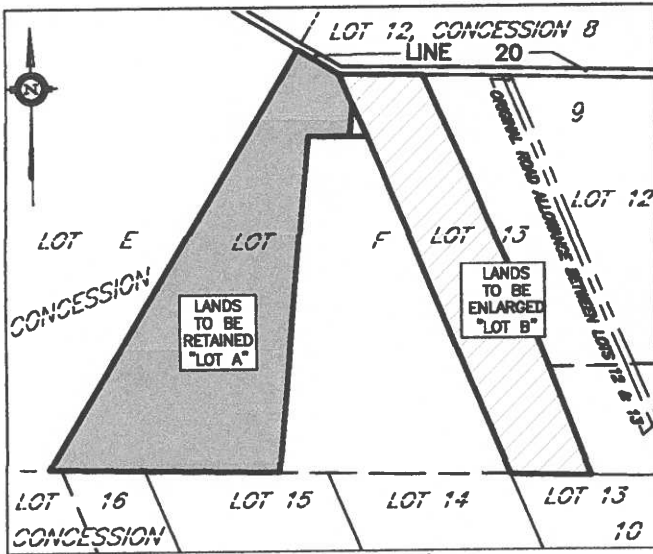 LOT 12, CONCESSION 8
LINE 20
N
9
ORIGINAL ROAD ALLOWANCE BETWEEN LOTS 12 & 13
LOT 12
LOT E
LOT F
LOT 13
CONCESSION
LANDS
TO BE
RETAINED
"LOT A"
LANDS
TO BE
ENLARGED
"LOT B"
LOT 16
LOT 15
LOT 14
LOT 13
CONCESSION
10